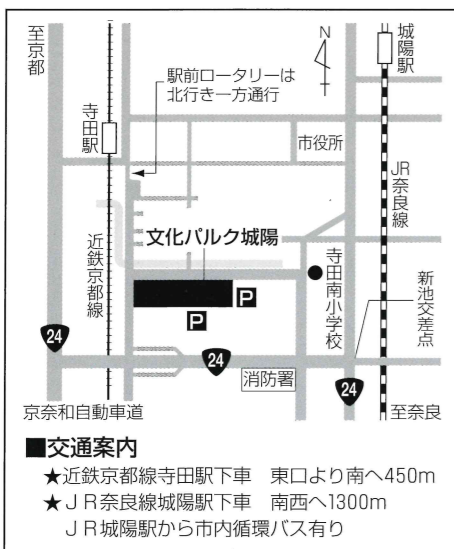 至京都
城陽駅
N
駅前ロータリーは
北行き一方通行
寺田駅
市役所
JR奈良線
文化パルク城陽
近鉄京都線
寺田南小学校
新池交差点
P
P
24
24
24
消防署
京奈和自動車道
至奈良
■交通案内
★近鉄京都線寺田駅下車 東口より南へ450m
★JR奈良線城陽駅下車 南西へ1300m
JR城陽駅から市内循環バス有り